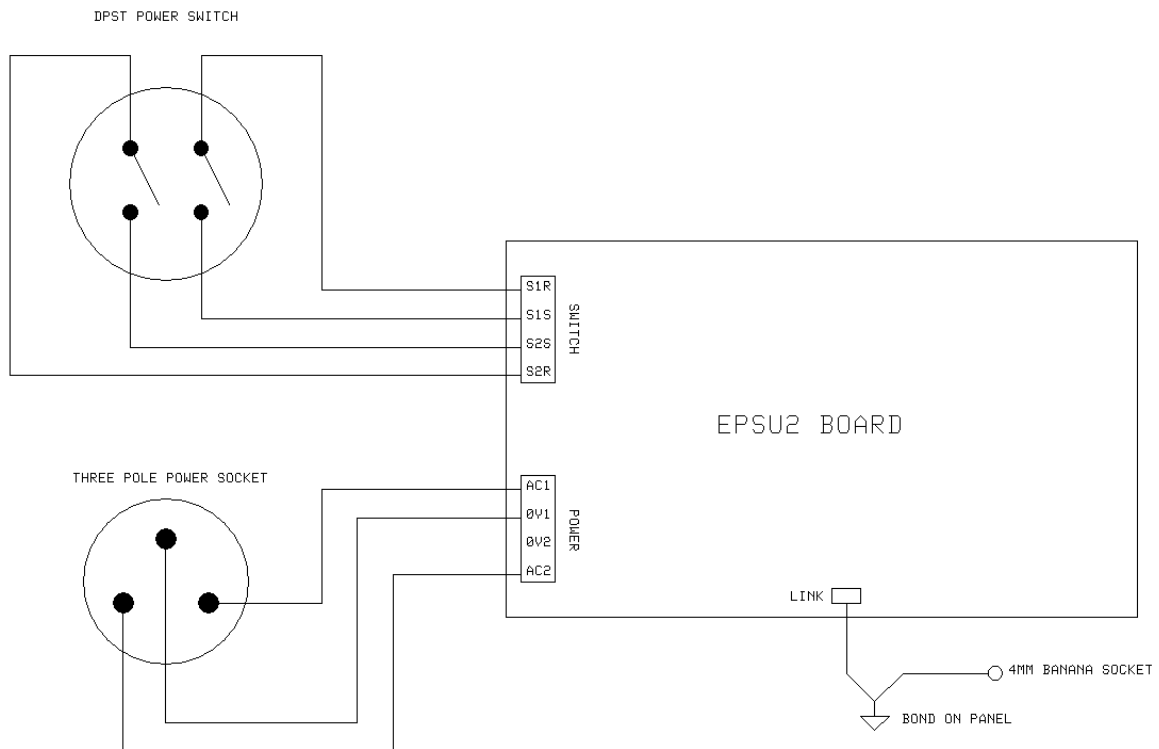 DPST POWER SWITCH
S1R
S1S
S2S
S2R
SWITCH
EPSU2 BOARD
THREE POLE POWER SOCKET
AC1
0V1
0V2
AC2
POWER
LINK
4MM BANANA SOCKET
BOND ON PANEL